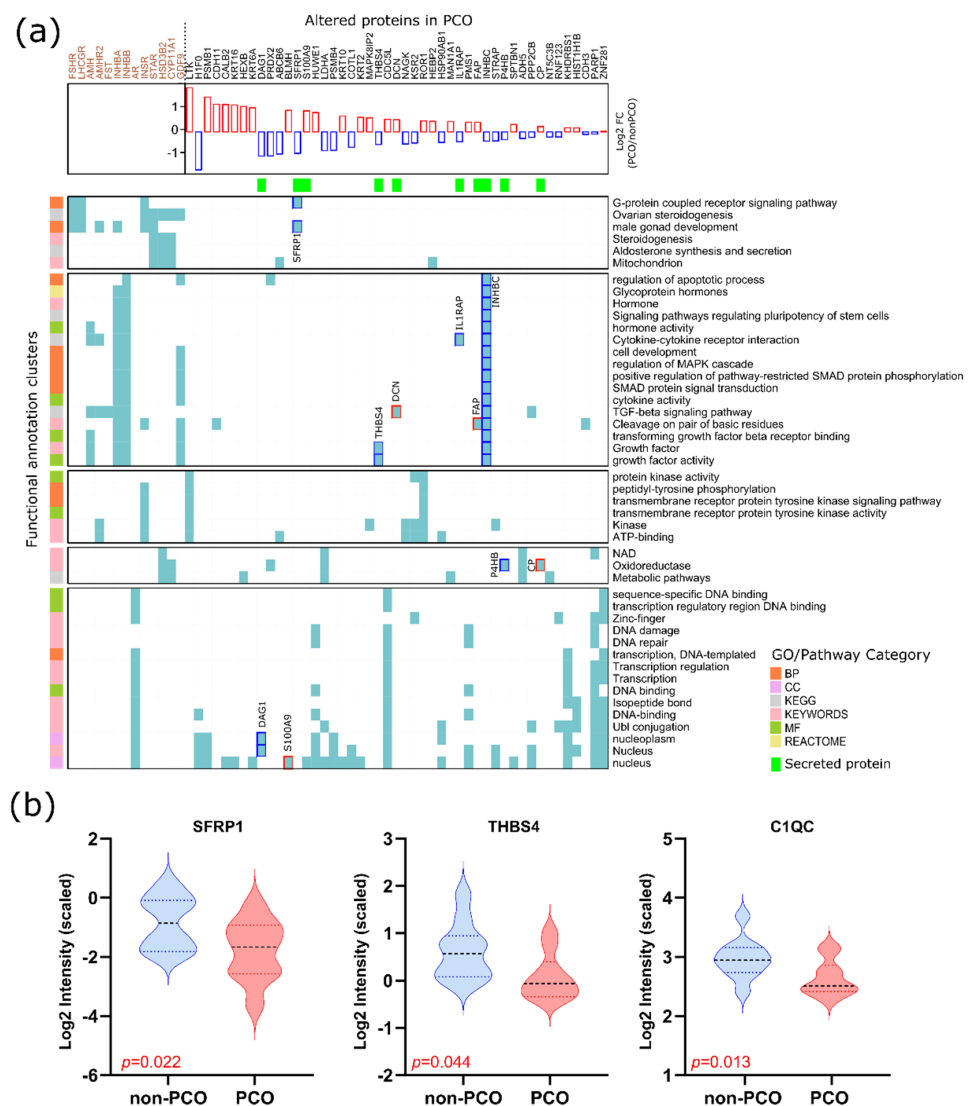 (a)
Altered proteins in PCO
FSHR
LHCGR
AMH
AMHR2
FST
INHBA
INHBB
AR
INSR
STAR
HSD3B2
CYP11A1
GDF9
LTK
H1F0
PSMB1
CDH11
CALB2
KRT16
HEXB
KRT6A
DAG1
PRDX2
ABCB6
BLMH
SFRP1
S100A9
HUWE1
LDHA
PSMB4
KRT10
COTL1
KRT2
MAPK8IP2
THBS4
CDC5L
DCN
NAGK
KSR2
ROR1
HEBP2
HSP90AB1
MAN1A1
IL1RAP
PMS1
FAP
INHBC
STRAP
P4HB
SPTBN1
ADH5
PPP2CB
CP
NT5C3B
RNF123
KHDRBS1
HIST1H1B
CDH3
PARP1
ZNF281
1
0
-1
Log2 FC
(PCO/nonPCO)
Functional annotation clusters
G-protein coupled receptor signaling pathway
Ovarian steroidogenesis
male gonad development
Steroidogenesis
Aldosterone synthesis and secretion
Mitochondrion
SFRP1
regulation of apoptotic process
Glycoprotein hormones
Hormone
Signaling pathways regulating pluripotency of stem cells
hormone activity
Cytokine-cytokine receptor interaction
cell development
regulation of MAPK cascade
positive regulation of pathway-restricted SMAD protein phosphorylation
SMAD protein signal transduction
cytokine activity
TGF-beta signaling pathway
Cleavage on pair of basic residues
transforming growth factor beta receptor binding
Growth factor
growth factor activity
THBS4
DCN
IL1RAP
FAP
INHBC
protein kinase activity
peptidyl-tyrosine phosphorylation
transmembrane receptor protein tyrosine kinase signaling pathway
transmembrane receptor protein tyrosine kinase activity
Kinase
ATP-binding
NAD
Oxidoreductase
Metabolic pathways
P4HB
CP
sequence-specific DNA binding
transcription regulatory region DNA binding
Zinc-finger
DNA damage
DNA repair
transcription, DNA-templated
Transcription regulation
Transcription
DNA binding
Isopeptide bond
DNA-binding
Ubl conjugation
nucleoplasm
Nucleus
nucleus
DAG1
S100A9
GO/Pathway Category
BP
CC
KEGG
KEYWORDS
MF
REACTOME
Secreted protein
(b)
SFRP1
Log2 Intensity (scaled)
2
0
-2
-4
-6
p=0.022
non-PCO PCO
THBS4
Log2 Intensity (scaled)
3
2
1
0
-1
-2
p=0.044
non-PCO PCO
C1QC
Log2 Intensity (scaled)
5
4
3
2
1
p=0.013
non-PCO PCO